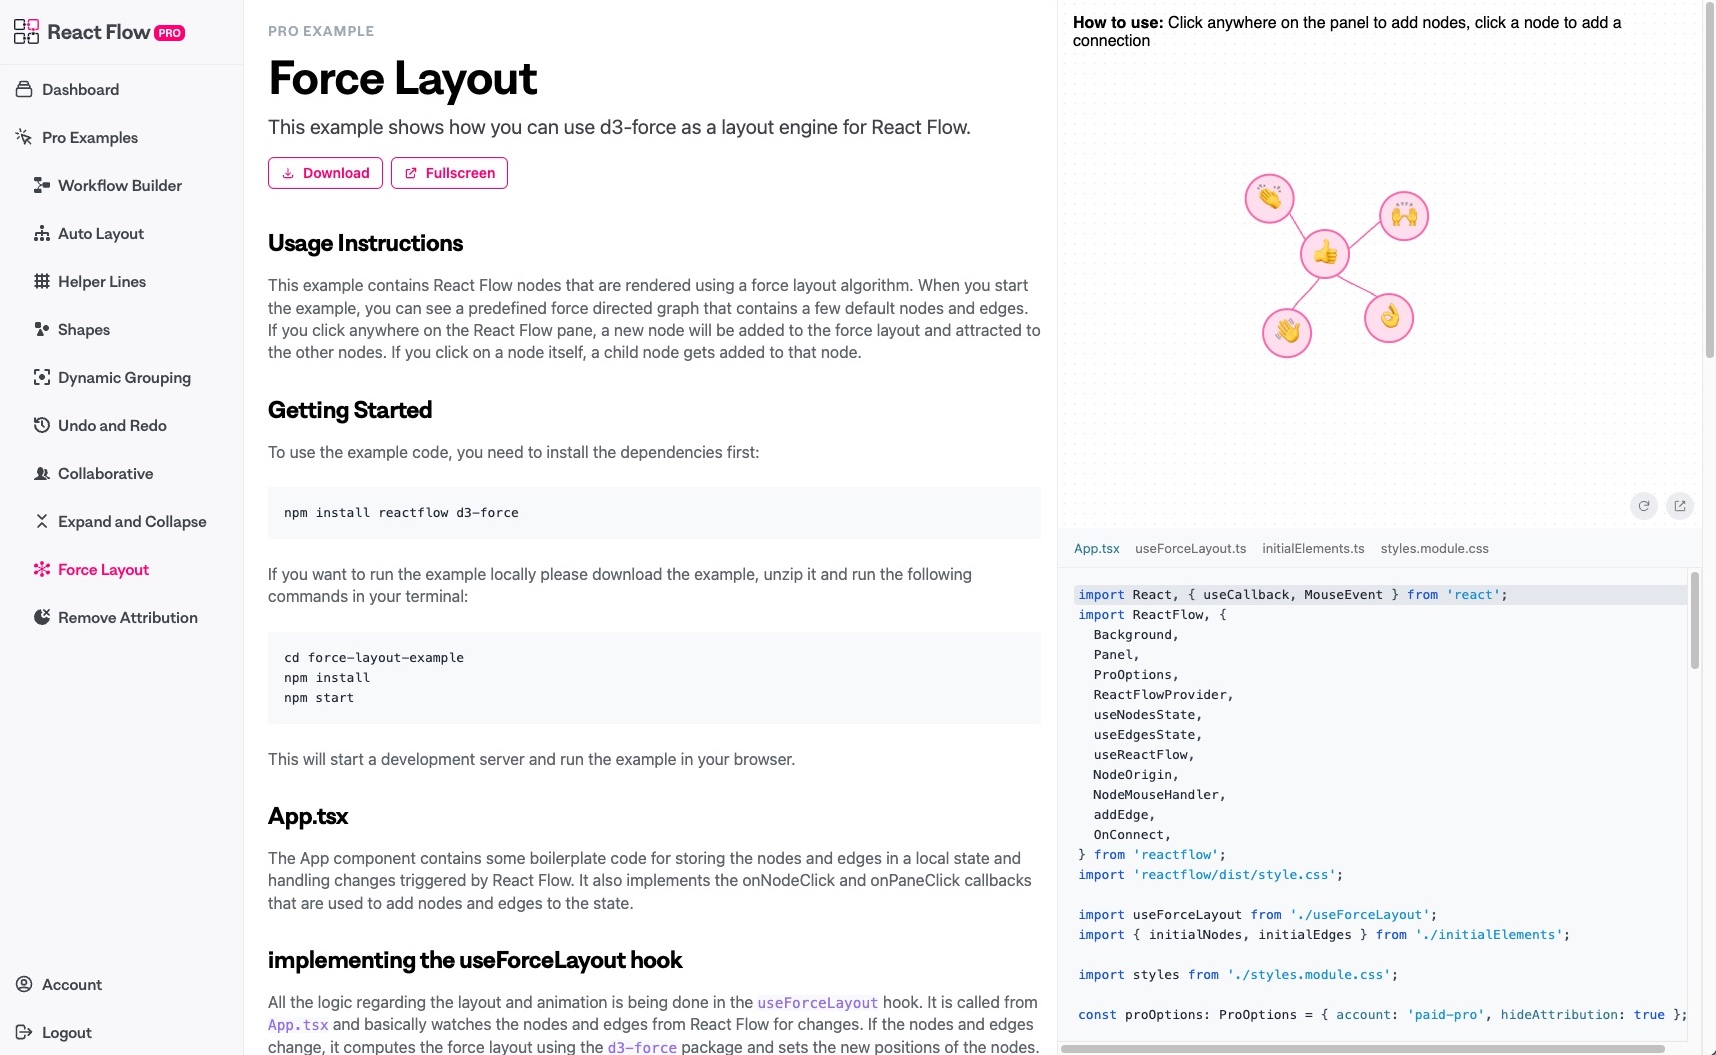 React Flow PRO
Dashboard
Pro Examples
Workflow Builder
Auto Layout
Helper Lines
Shapes
Dynamic Grouping
Undo and Redo
Collaborative
Expand and Collapse
Force Layout
Remove Attribution
Account
Logout
PRO EXAMPLE
Force Layout
This example shows how you can use d3-force as a layout engine for React Flow.
Download
Fullscreen
Usage Instructions
This example contains React Flow nodes that are rendered using a force layout algorithm. When you start
the example, you can see a predefined force directed graph that contains a few default nodes and edges.
If you click anywhere on the React Flow pane, a new node will be added to the force layout and attracted to
the other nodes. If you click on a node itself, a child node gets added to that node.
Getting Started
To use the example code, you need to install the dependencies first:
npm install reactflow d3-force
If you want to run the example locally please download the example, unzip it and run the following
commands in your terminal:
cd force-layout-example
npm install
npm start
This will start a development server and run the example in your browser.
App.tsx
The App component contains some boilerplate code for storing the nodes and edges in a local state and
handling changes triggered by React Flow. It also implements the onNodeClick and onPaneClick callbacks
that are used to add nodes and edges to the state.
implementing the useForceLayout hook
All the logic regarding the layout and animation is being done in the useForceLayout hook. It is called from
App.tsx and basically watches the nodes and edges from React Flow for changes. If the nodes and edges
change, it computes the force layout using the d3-force package and sets the new positions of the nodes.
How to use: Click anywhere on the panel to add nodes, click a node to add a
connection
App.tsx useForceLayout.ts initialElements.ts styles.module.css
import React, { useCallback, MouseEvent } from 'react';
import ReactFlow, {
Background,
Panel,
ProOptions,
ReactFlowProvider,
useNodesState,
useEdgesState,
useReactFlow,
NodeOrigin,
NodeMouseHandler,
addEdge,
OnConnect,
} from 'reactflow';
import 'reactflow/dist/style.css';
import useForceLayout from './useForceLayout';
import { initialNodes, initialEdges } from './initialElements';
import styles from './styles.module.css';
const proOptions: ProOptions = { account: 'paid-pro', hideAttribution: true };